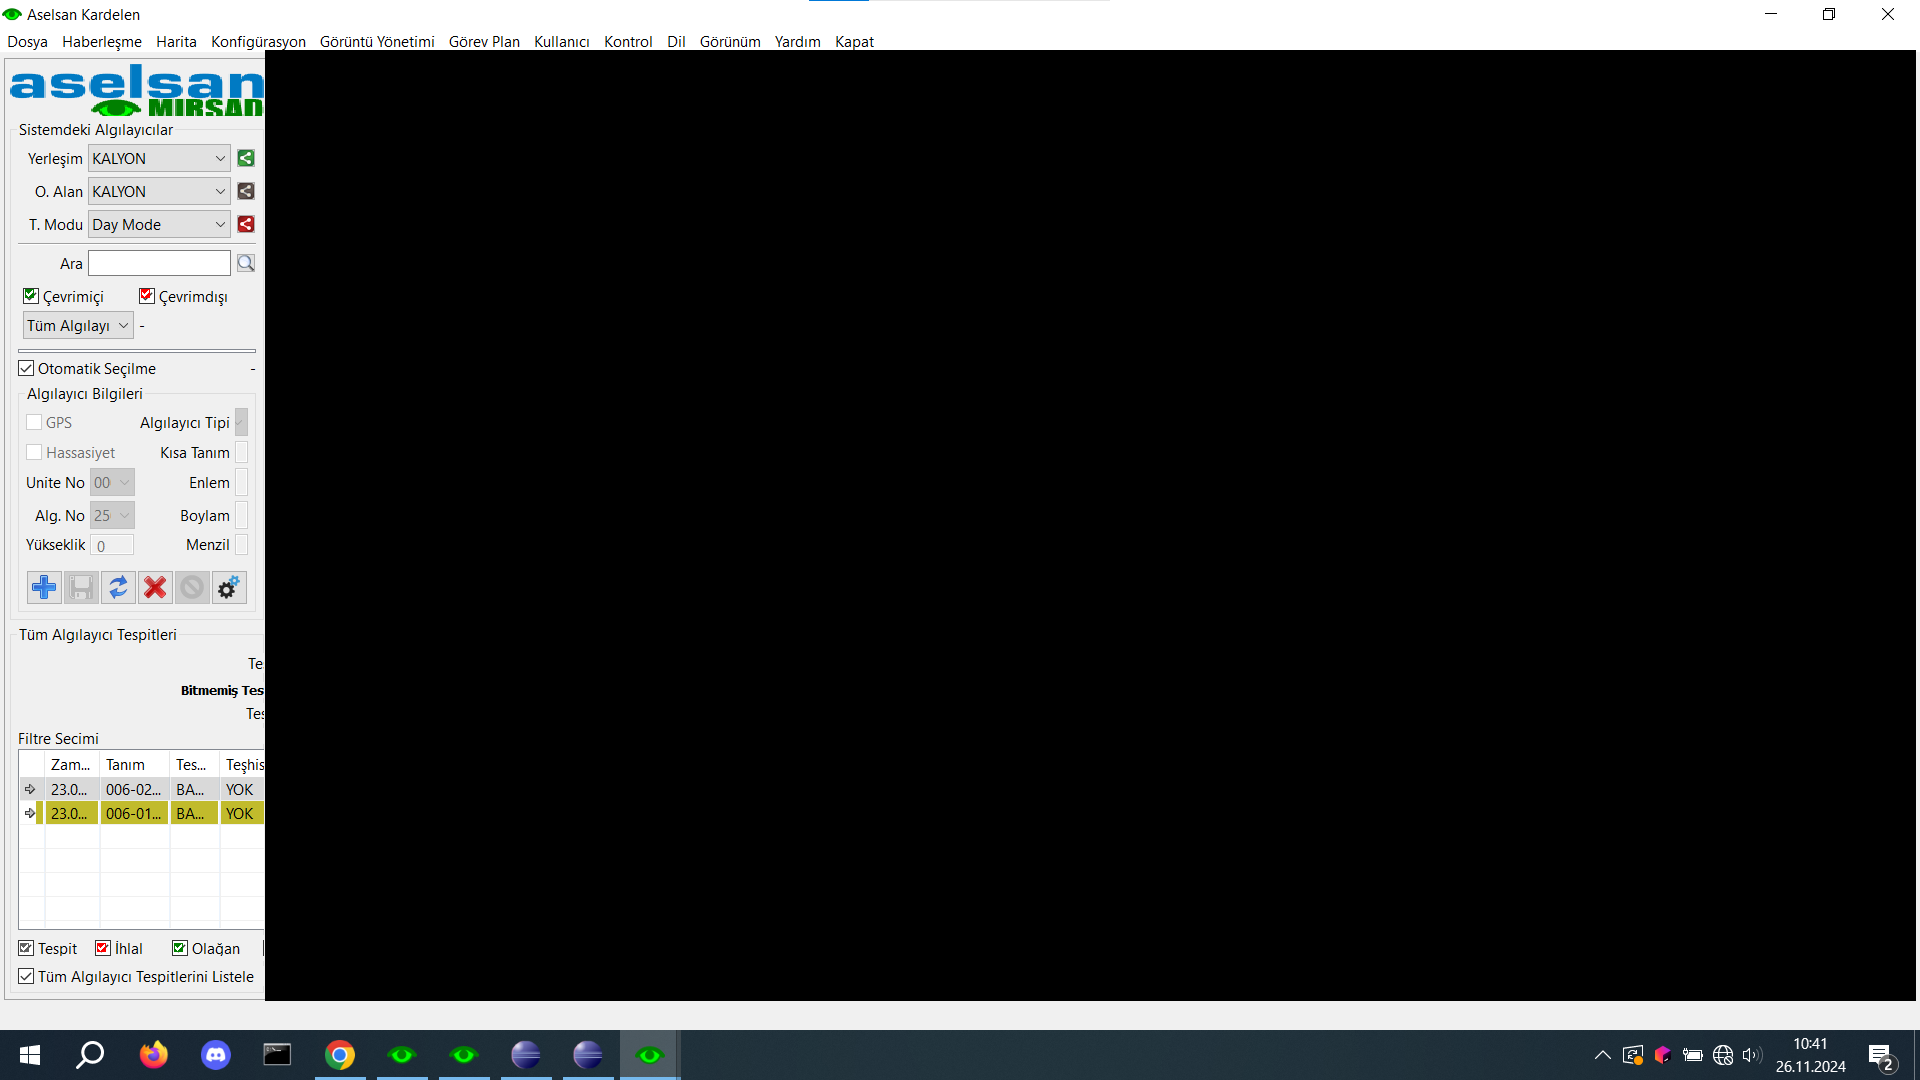 Aselsan Kardelen
Dosya Haberleşme Harita Konfigürasyon Görüntü Yönetimi Görev Plan Kullanıcı Kontrol Dil Görünüm Yardım Kapat
aselsan
MIRSAD
Sistemdeki Algılayıcılar
Yerleşim KALYON
O. Alan KALYON
T. Modu Day Mode
Ara
Çevrimiçi Çevrimdışı
Tüm Algılayı -
Otomatik Seçilme -
Algılayıcı Bilgileri
GPS Algılayıcı Tipi
Hassasiyet Kısa Tanım
Unite No 00 Enlem
Alg. No 25 Boylam
Yükseklik 0 Menzil
Tüm Algılayıcı Tespitleri
Te
Bitmemiş Tes
Tes
Filtre Secimi
Zam... Tanım Tes... Teşhis
23.0... 006-02... BA... YOK
23.0... 006-01... BA... YOK
Tespit İhlal Olağan
Tüm Algılayıcı Tespitlerini Listele
10:41
26.11.2024
2